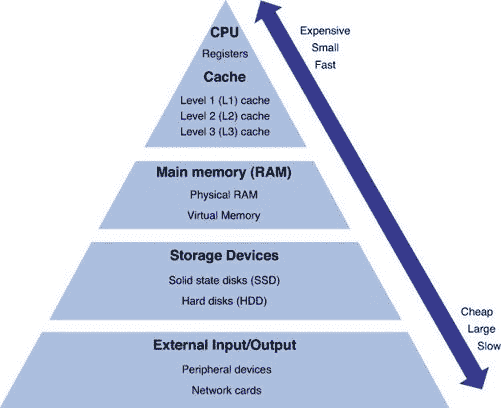 CPU
Registers
Cache
Level 1 (L1) cache
Level 2 (L2) cache
Level 3 (L3) cache
Main memory (RAM)
Physical RAM
Virtual Memory
Storage Devices
Solid state disks (SSD)
Hard disks (HDD)
External Input/Output
Peripheral devices
Network cards
Expensive
Small
Fast
Cheap
Large
Slow